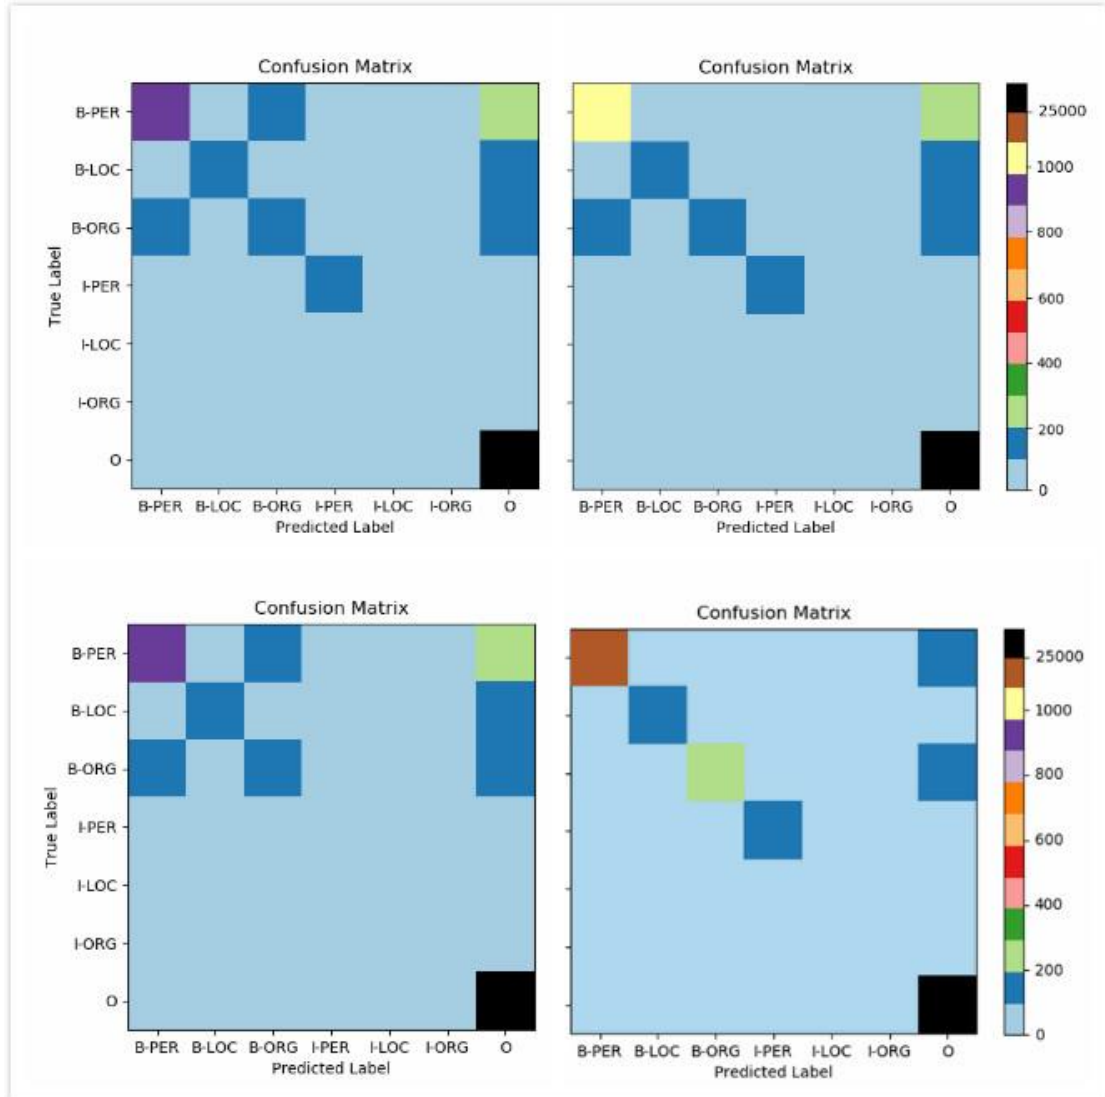 Confusion Matrix
True Label
B-PER
B-LOC
B-ORG
I-PER
I-LOC
I-ORG
O
B-PER B-LOC B-ORG I-PER I-LOC I-ORG O
Predicted Label
Confusion Matrix
B-PER B-LOC B-ORG I-PER I-LOC I-ORG O
Predicted Label
25000
1000
800
600
400
200
0
Confusion Matrix
True Label
B-PER
B-LOC
B-ORG
I-PER
I-LOC
I-ORG
O
B-PER B-LOC B-ORG I-PER I-LOC I-ORG O
Predicted Label
Confusion Matrix
B-PER B-LOC B-ORG I-PER I-LOC I-ORG O
Predicted Label
25000
1000
800
600
400
200
0